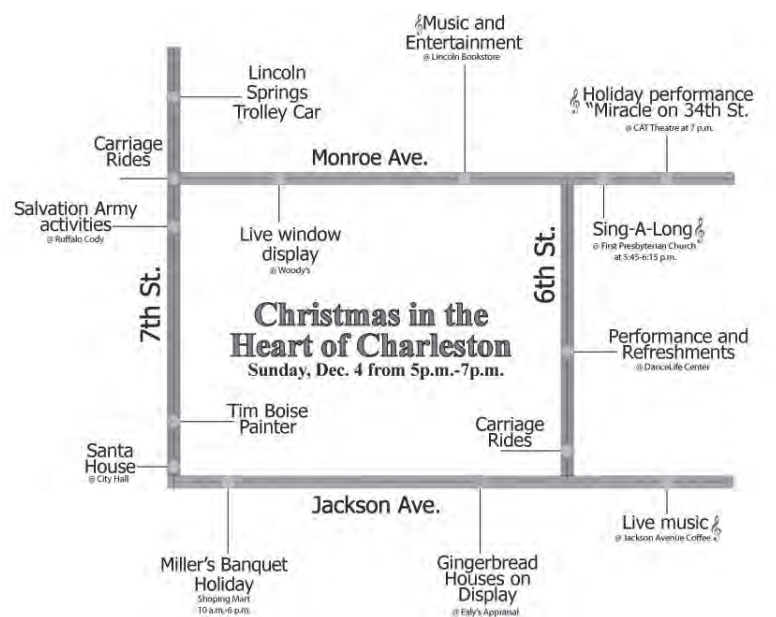 Music and
Entertainment
@ Lincoln Bookstore
Lincoln
Springs
Trolley Car
Holiday performance
"Miracle on 34th St.
@ CAT Theatre at 7 p.m.
Carriage
Rides
Monroe Ave.
Salvation Army
activities
@ Ruffalo Cody
Live window
display
@ Woody's
Sing-A-Long
@ First Presbyterian Church
at 5:45-6:15 p.m.
7th St.
6th St.
Christmas in the
Heart of Charleston
Sunday, Dec. 4 from 5p.m.-7p.m.
Performance and
Refreshments
@ DanceLife Center
Tim Boise
Painter
Carriage
Rides
Santa
House
@ City Hall
Jackson Ave.
Live music
@ Jackson Avenue Coffee
Miller's Banquet
Holiday
Shoping Mart
10 a.m.-6 p.m.
Gingerbread
Houses on
Display
@ Ealy's Appraisal